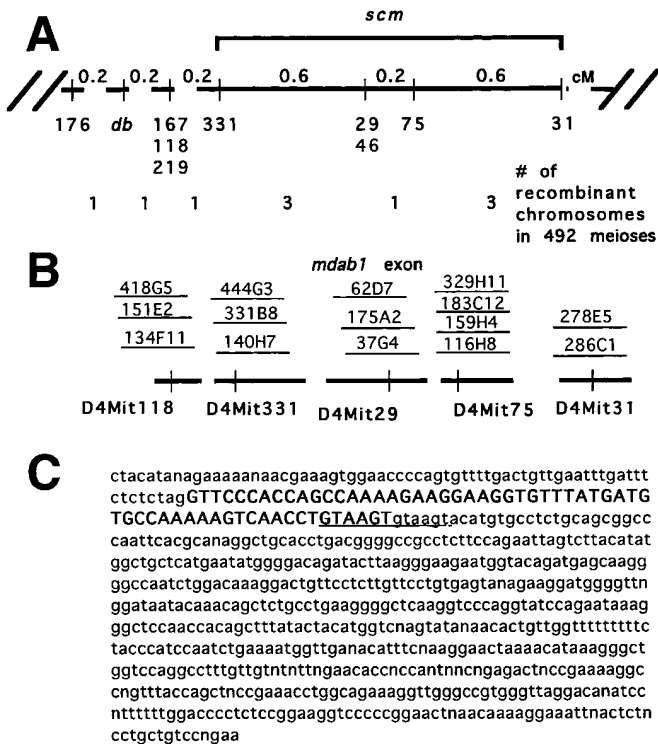 A
scm
0.2 0.2 0.2 0.6 0.2 0.6 cM
176 db 167 331 29 75 31
118 46
219
# of
recombinant
chromosomes
in 492 meioses
1 1 1 3 1 3
B
mdab1 exon
418G5 444G3 62D7 329H11
151E2 331B8 175A2 183C12 278E5
134F11 140H7 37G4 159H4 286C1
116H8
D4Mit118 D4Mit331 D4Mit29 D4Mit75 D4Mit31
C
ctacatanagaaaaanaacgaaagtggaaccccagtgttttgactgttgaatttgattt
ctctctagGTTCCCACCAGCCAAAAGAAGGAAGGTGTTTATGATG
TGCCAAAAAGTCAACCTGTAAGTgtaagtacatgtgcctctgcagcggcc
caattcacgcanaggctgcacctgacggggccgcctcttccagaattagtcttacatat
ggctgctcatgaatatggggacagatacttaagggaagaatggtacagatgagcaagg
ggccaatctggacaaaggactgttcctcttgttcctgtgagtanagaaggatggggttn
ggataatacaaacagctctgcctgaaggggctcaaggtcccaggtatccagaataaag
ggctccaaccacagctttatactacatggtcnagtatanaacactgttggtttttttttc
tacccatccaatctgaaaatggttganacatttcnaaggaactaaaacataaagggct
ggtccaggcctttgttgtntnttngaacaccnccantnncngagactnccgaaaaggc
cngtttaccagctnccgaaacctggcagaaaggttgggccgtgggttaggacanatcc
nttttttggacccctctccggaaggtcccccggaactnaacaaaaggaaattnactctn
cctgctgtccngaa